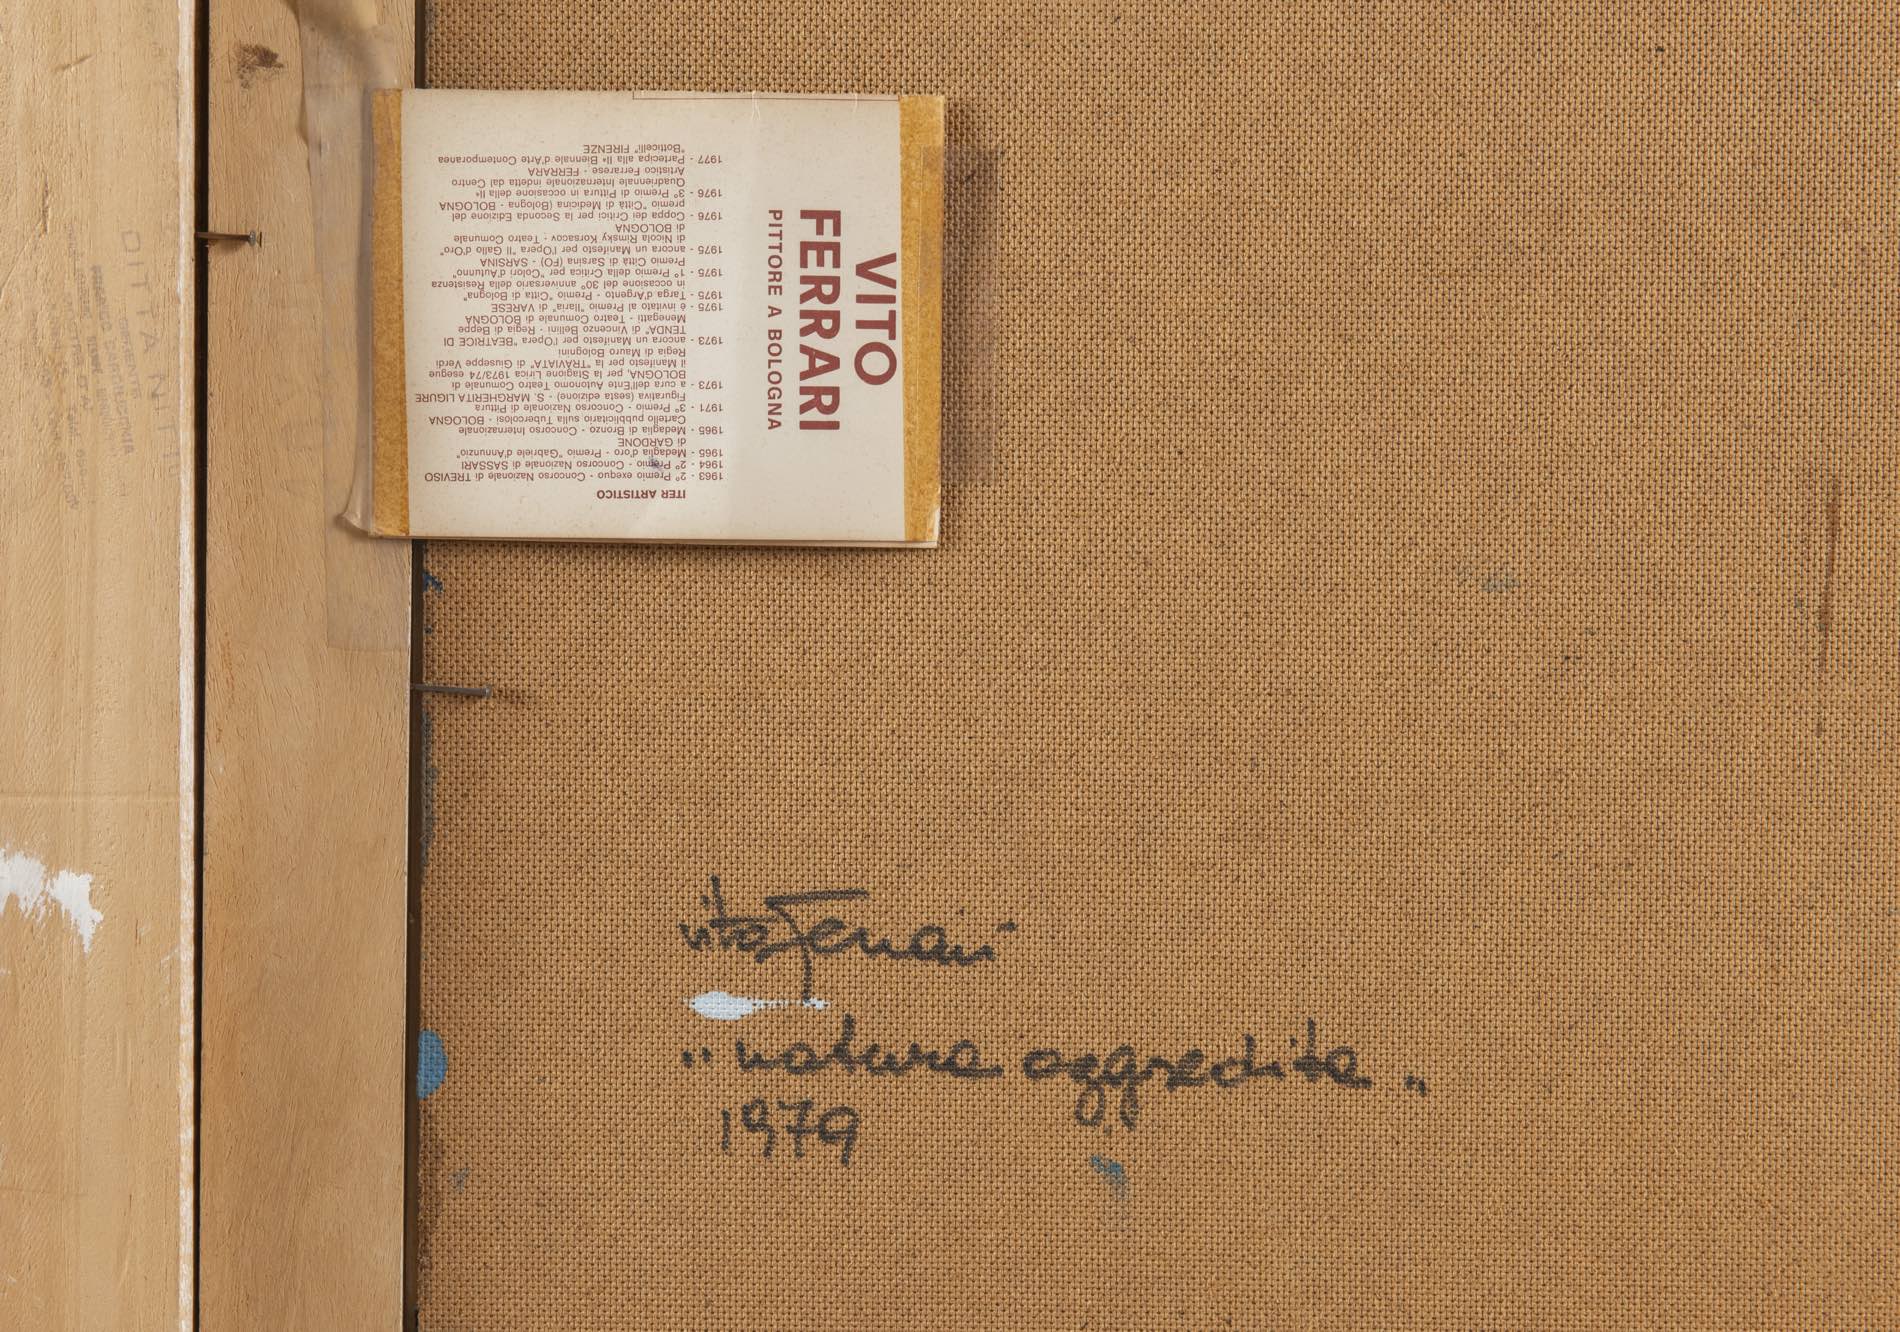 VITO
FERRARI
PITTORE A BOLOGNA
ITER ARTISTICO
1963 - 2° Premio exequo - Concorso Nazionale di TREVISO
1964 - 2° Premio - Concorso Nazionale di SASSARI
1965 - Medaglia d'oro - Premio "Gabriele d'Annunzio"
di GARDONE
1965 - Medaglia di Bronzo - Concorso Internazionale
Cartello pubblicitario sulla Tubercolosi - BOLOGNA
1971 - 3° Premio - Concorso Nazionale di Pittura
Figurativa (sesta edizione) - S. MARGHERITA LIGURE
1973 - a cura dell'Ente Autonomo Teatro Comunale di
BOLOGNA, per la Stagione Lirica 1973/74 esegue
il Manifesto per la "TRAVIATA" di Giuseppe Verdi
Regia di Mauro Bolognini
1973 - ancora un Manifesto per l'Opera "BEATRICE DI
TENDA" di Vincenzo Bellini - Regia di Beppe
Menegatti - Teatro Comunale di BOLOGNA
1975 - è invitato al Premio "Ilaria" di VARESE
1975 - Targa d'Argento - Premio "Città di Bologna"
in occasione del 30° anniversario della Resistenza
1975 - 1° Premio della Critica per "Colori d'Autunno"
Premio Città di Sarsina (FO) - SARSINA
1975 - ancora un Manifesto per l'Opera "Il Gallo d'Oro"
di Nicola Rimsky Korsacov - Teatro Comunale
di BOLOGNA
1976 - Coppa dei Critici per la Seconda Edizione del
premio "Città di Medicina (Bologna - BOLOGNA
1976 - 3° Premio di Pittura in occasione della IIª
Quadriennale Internazionale indetta dal Centro
Artistico Ferrarese - FERRARA
1977 - Partecipa alla IIª Biennale d'Arte Contemporanea
"Botticelli" FIRENZE
vito Ferrari
"natura aggredita"
1979
DITTA